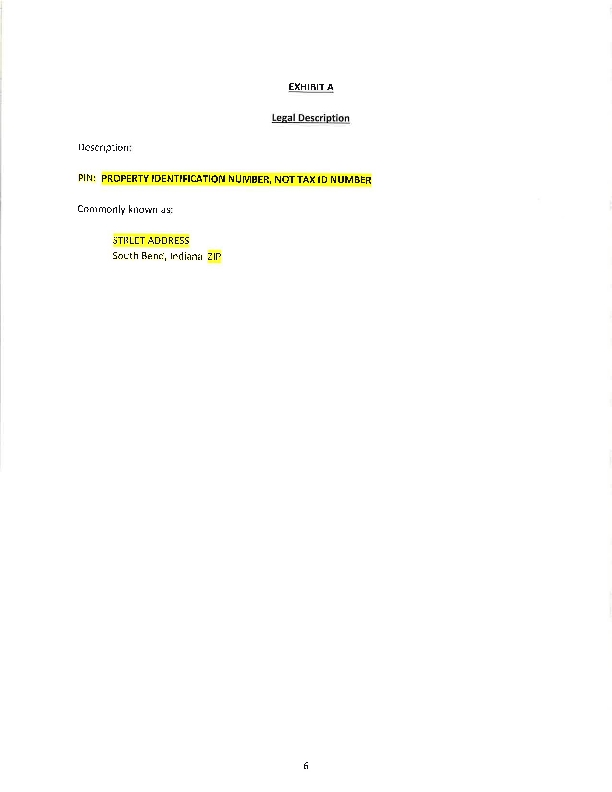 EXHIBIT A
Legal Description
Description:
PIN: PROPERTY IDENTIFICATION NUMBER, NOT TAX ID NUMBER
Commonly known as:
STREET ADDRESS
South Bend, Indiana ZIP
6